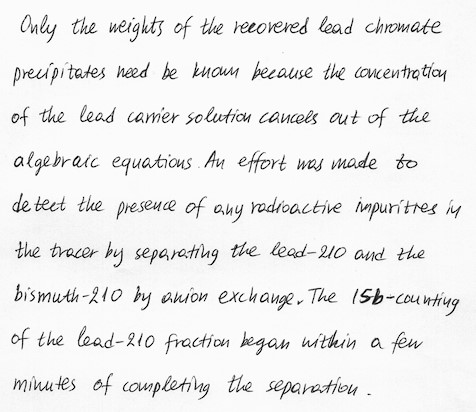 Only the weights of the recovered lead chromate
precipitates need be known because the concentration
of the lead carrier solution cancels out of the
algebraic equations. An effort was made to
detect the presence of any radioactive impurities in
the tracer by separating the lead-210 and the
bismuth-210 by anion exchange. The 15b-counting
of the lead-210 fraction began within a few
minutes of completing the separation.